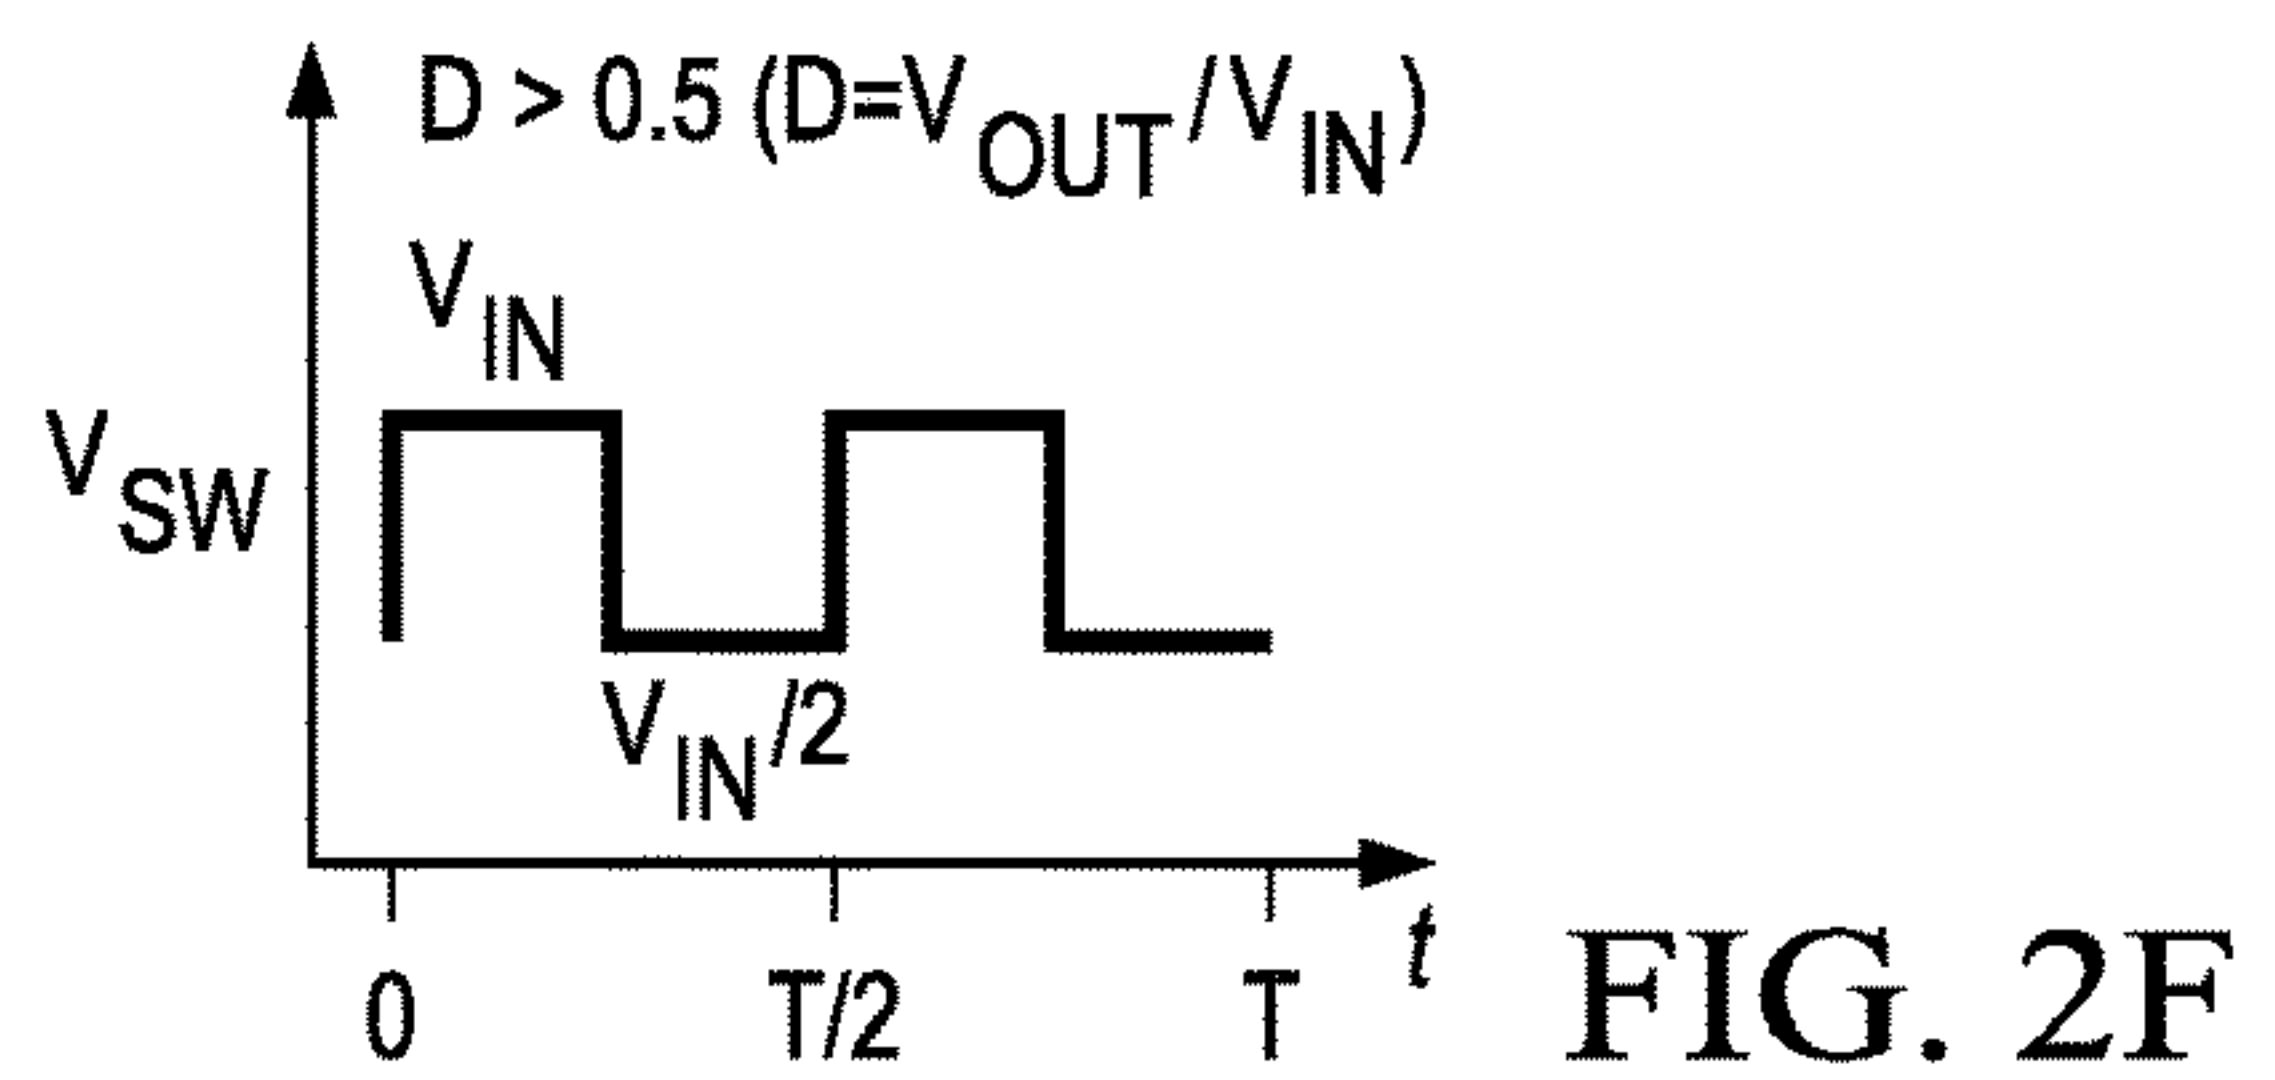 D > 0.5 (D=VOUT/VIN)
VIN
VSW
VIN/2
0 T/2 T t
FIG. 2F